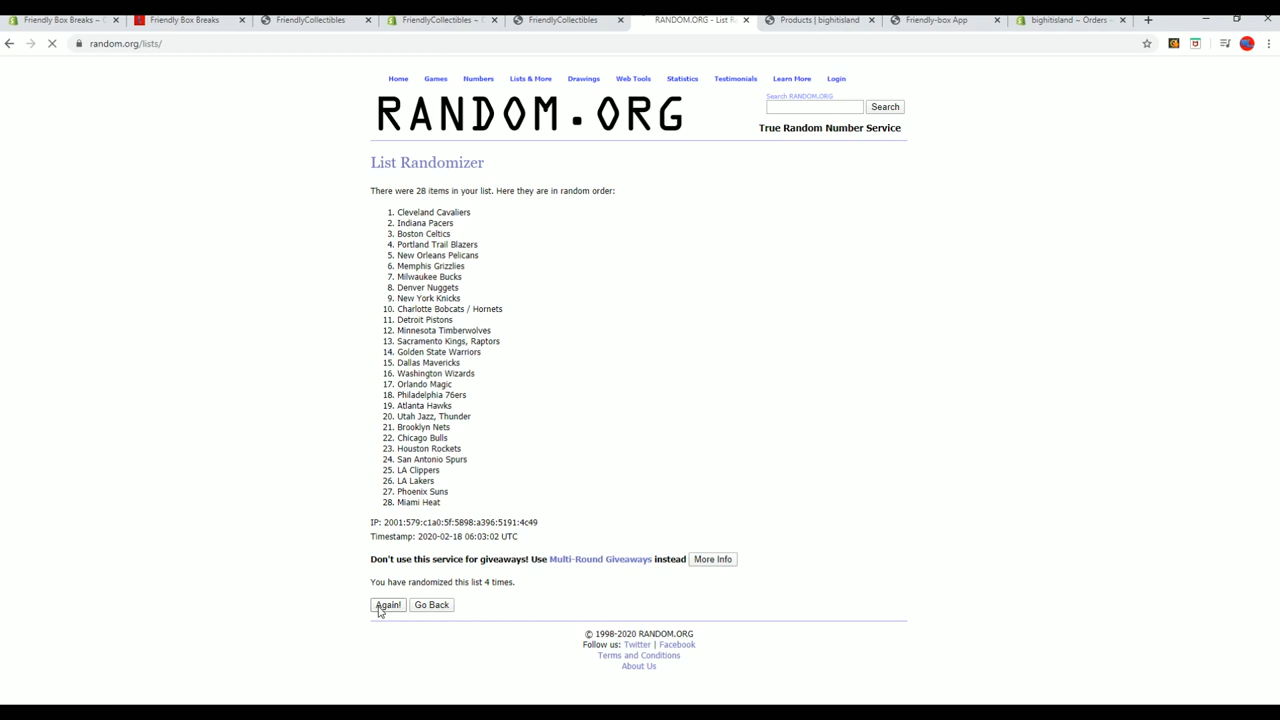 Friendly Box Breaks ~ C
Friendly Box Breaks
FriendlyCollectibles
FriendlyCollectibles ~ C
FriendlyCollectibles
RANDOM.ORG - List R
Products | bighitisland
Friendly-box App
bighitisland ~ Orders
random.org/lists/
Home Games Numbers Lists & More Drawings Web Tools Statistics Testimonials Learn More Login
RANDOM.ORG
Search RANDOM.ORG
Search
True Random Number Service
List Randomizer
There were 28 items in your list. Here they are in random order:
1. Cleveland Cavaliers
2. Indiana Pacers
3. Boston Celtics
4. Portland Trail Blazers
5. New Orleans Pelicans
6. Memphis Grizzlies
7. Milwaukee Bucks
8. Denver Nuggets
9. New York Knicks
10. Charlotte Bobcats / Hornets
11. Detroit Pistons
12. Minnesota Timberwolves
13. Sacramento Kings, Raptors
14. Golden State Warriors
15. Dallas Mavericks
16. Washington Wizards
17. Orlando Magic
18. Philadelphia 76ers
19. Atlanta Hawks
20. Utah Jazz, Thunder
21. Brooklyn Nets
22. Chicago Bulls
23. Houston Rockets
24. San Antonio Spurs
25. LA Clippers
26. LA Lakers
27. Phoenix Suns
28. Miami Heat
IP: 2001:579:c1a0:5f:5898:a396:5191:4c49
Timestamp: 2020-02-18 06:03:02 UTC
Don't use this service for giveaways! Use Multi-Round Giveaways instead More Info
You have randomized this list 4 times.
Again! Go Back
© 1998-2020 RANDOM.ORG
Follow us: Twitter | Facebook
Terms and Conditions
About Us